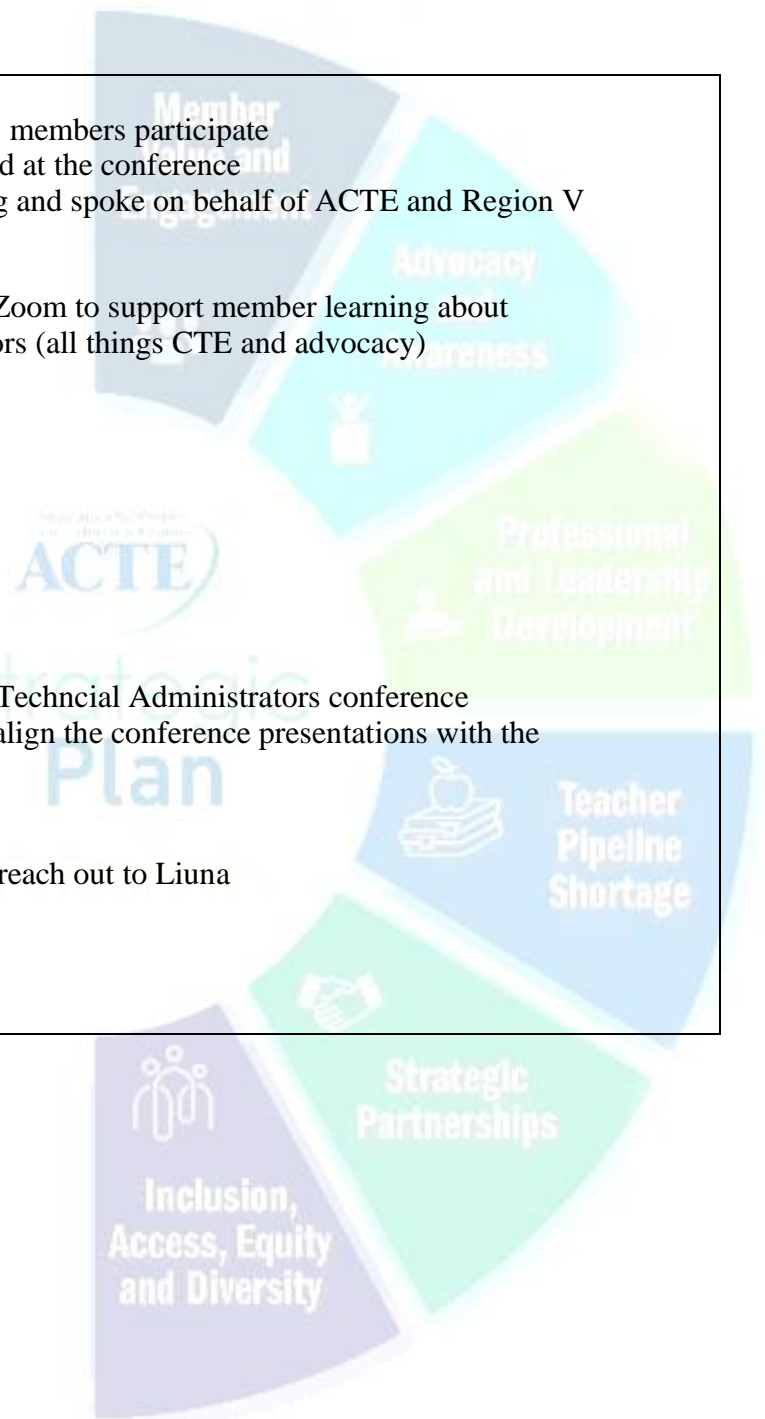 members participate
d at the conference
g and spoke on behalf of ACTE and Region V
Zoom to support member learning about
ors (all things CTE and advocacy)
Techncial Administrators conference
align the conference presentations with the
reach out to Liuna
Member
Value and
Engagement
Advocacy
and
Awareness
Professional
and Leadership
Development
Teacher
Pipeline
Shortage
Strategic
Partnerships
Inclusion,
Access, Equity
and Diversity
ACTE
trategic
Plan